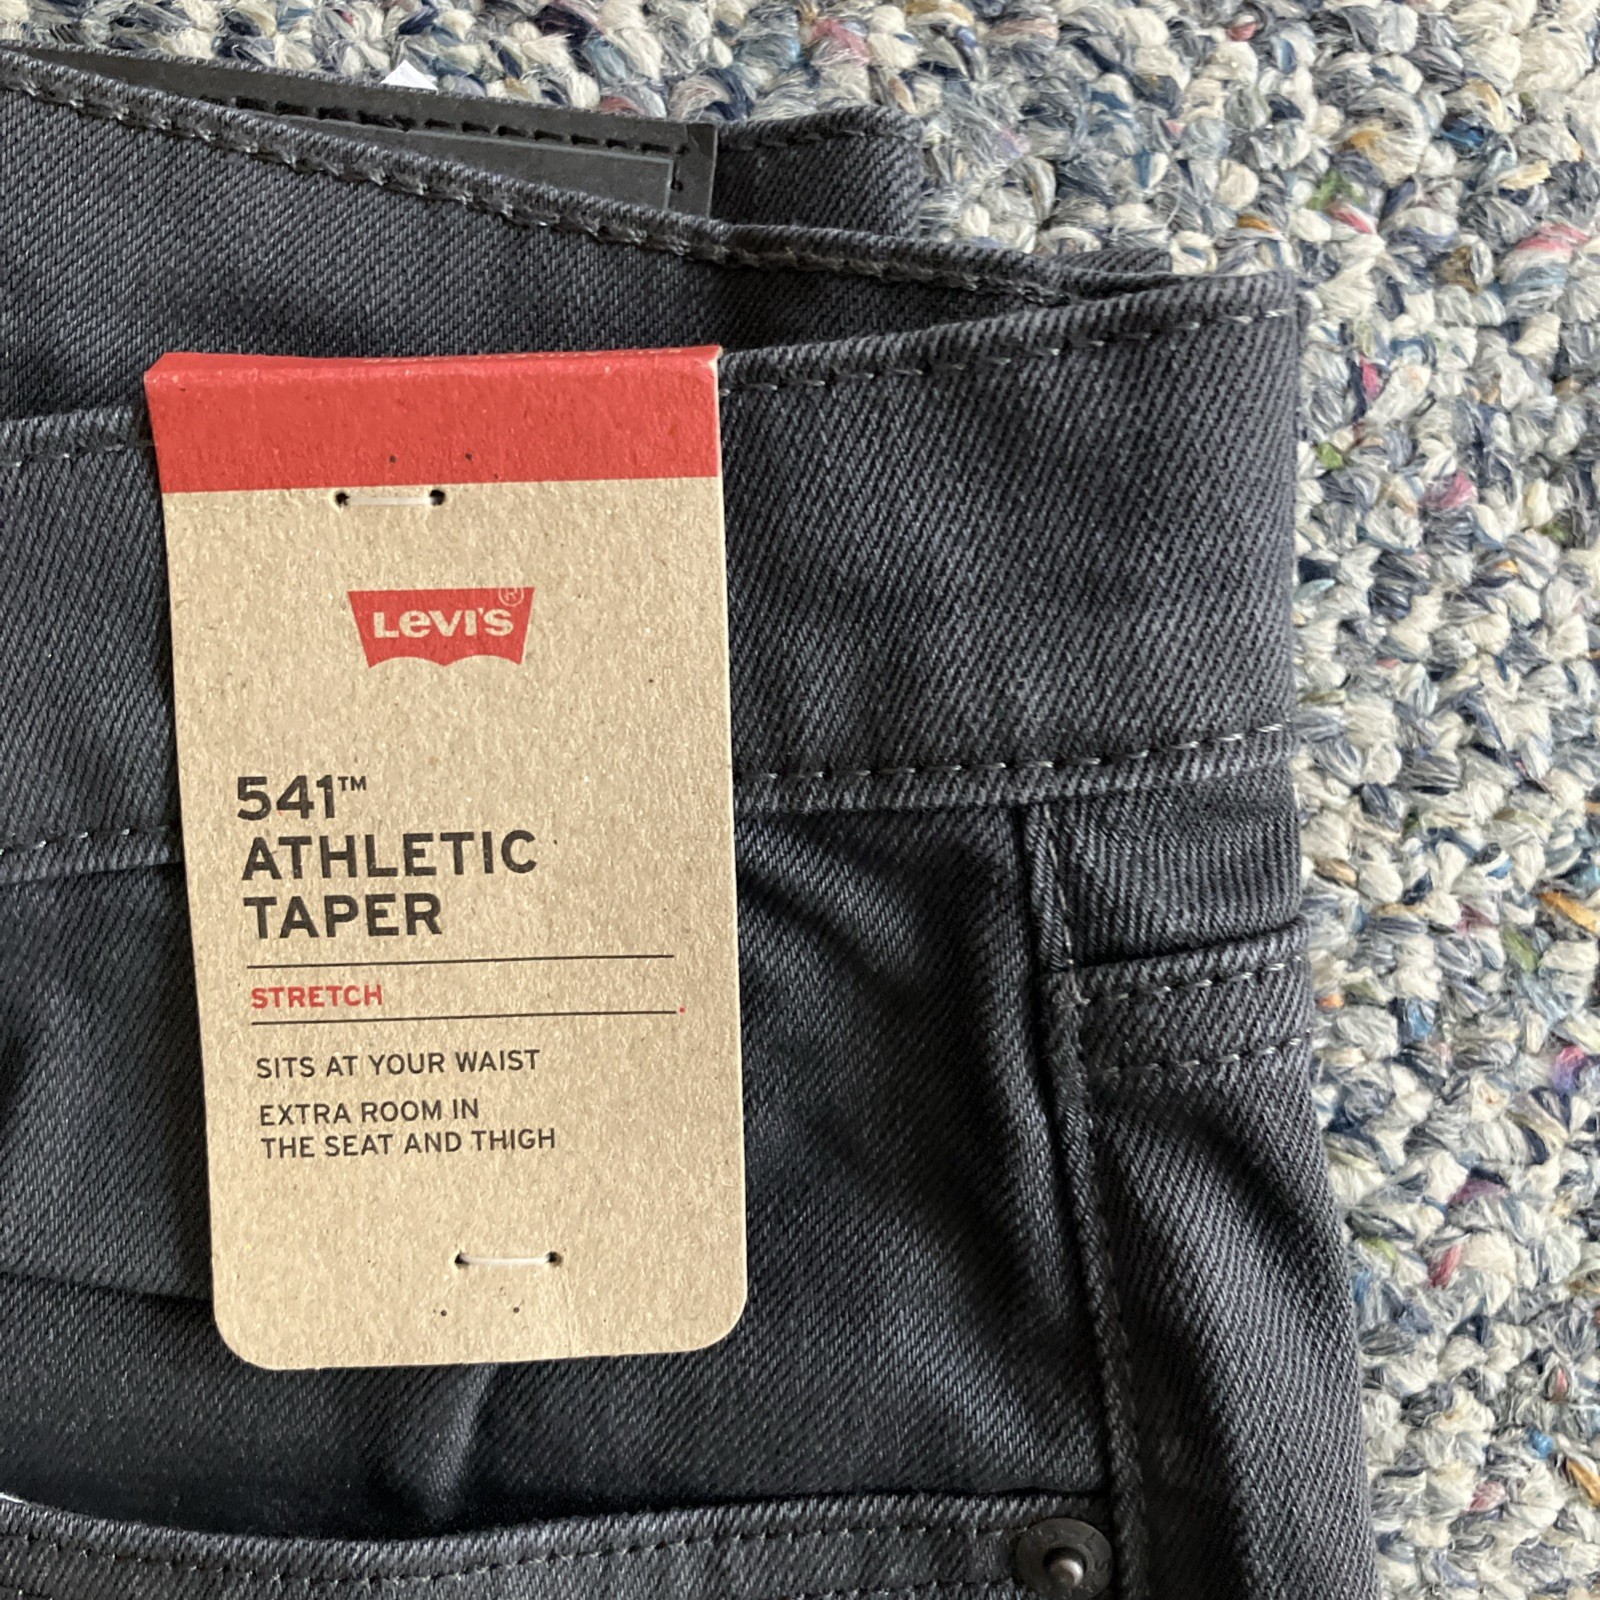 LEVI'S®
541™
ATHLETIC
TAPER
STRETCH
SITS AT YOUR WAIST
EXTRA ROOM IN
THE SEAT AND THIGH